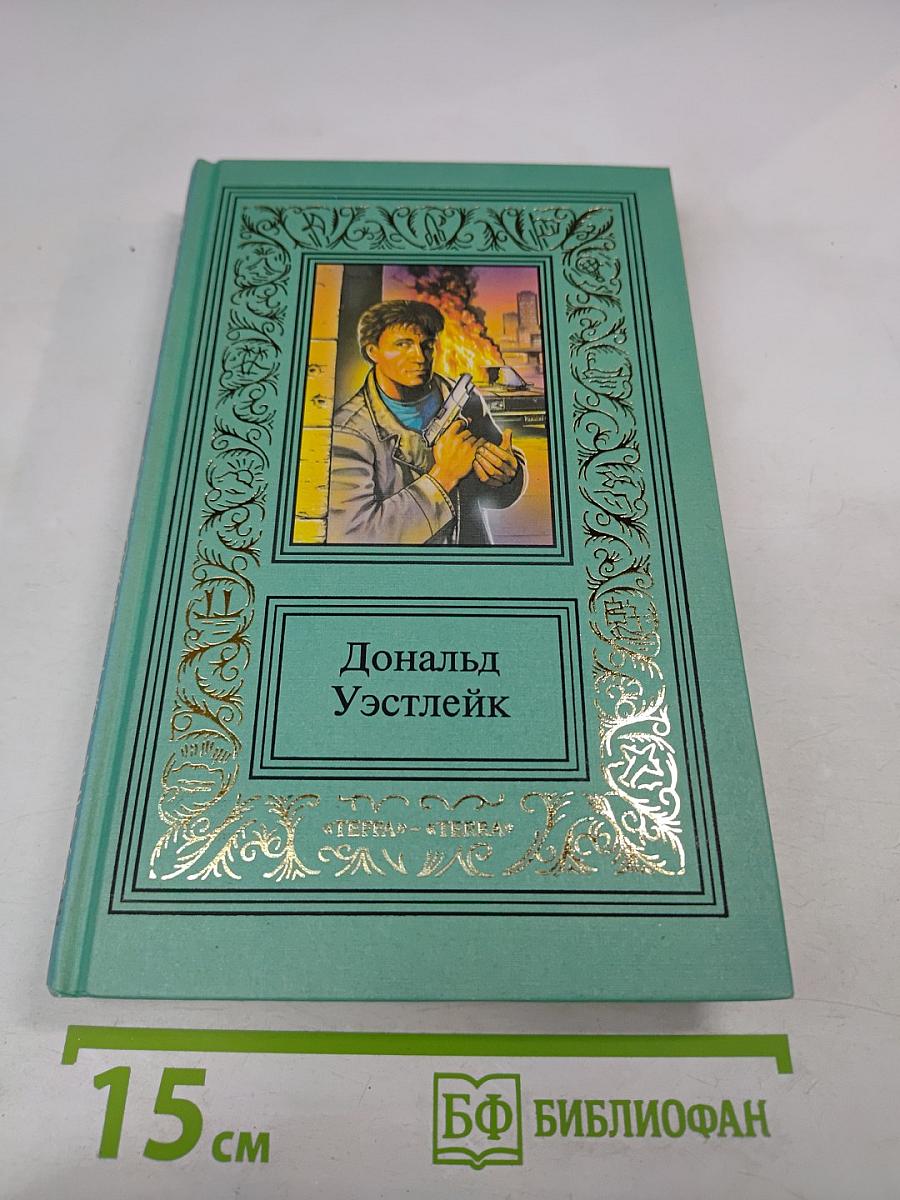 Дональд
Уэстлейк
«ТЕРРА» – «TERRA»
15 см
БФ БИБЛИОФАН